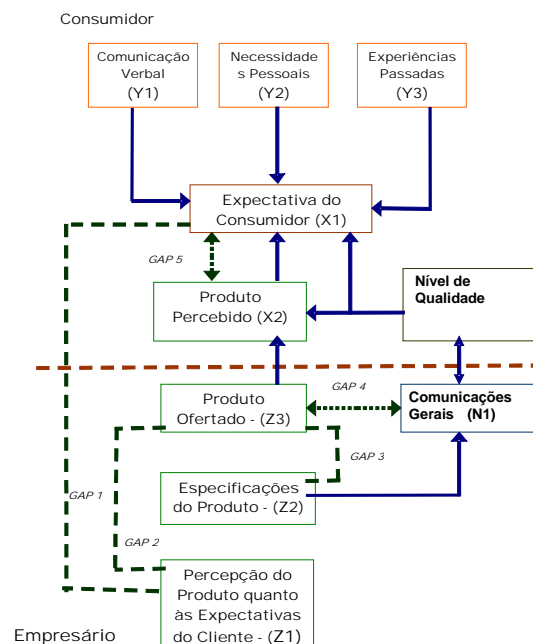 Consumidor
Comunicação
Verbal
(Y1)
Necessidade
s Pessoais
(Y2)
Experiências
Passadas
(Y3)
Expectativa do
Consumidor (X1)
GAP 5
Produto
Percebido (X2)
Nível de
Qualidade
Produto
Ofertado - (Z3)
GAP 4
Comunicações
Gerais (N1)
GAP 3
Especificações
do Produto - (Z2)
GAP 1
GAP 2
Percepção do
Produto quanto
às Expectativas
do Cliente - (Z1)
Empresário